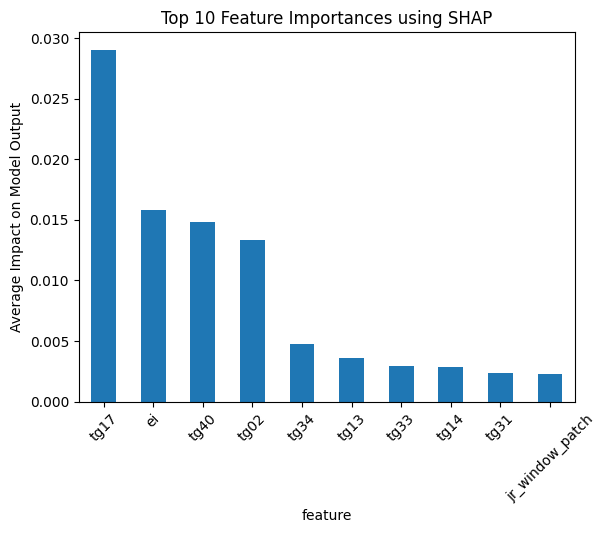 Top 10 Feature Importances using SHAP
Average Impact on Model Output
0.030
0.025
0.020
0.015
0.010
0.005
0.000
tg17
ei
tg40
tg02
tg34
tg13
tg33
tg14
tg31
jr_window_patch
feature